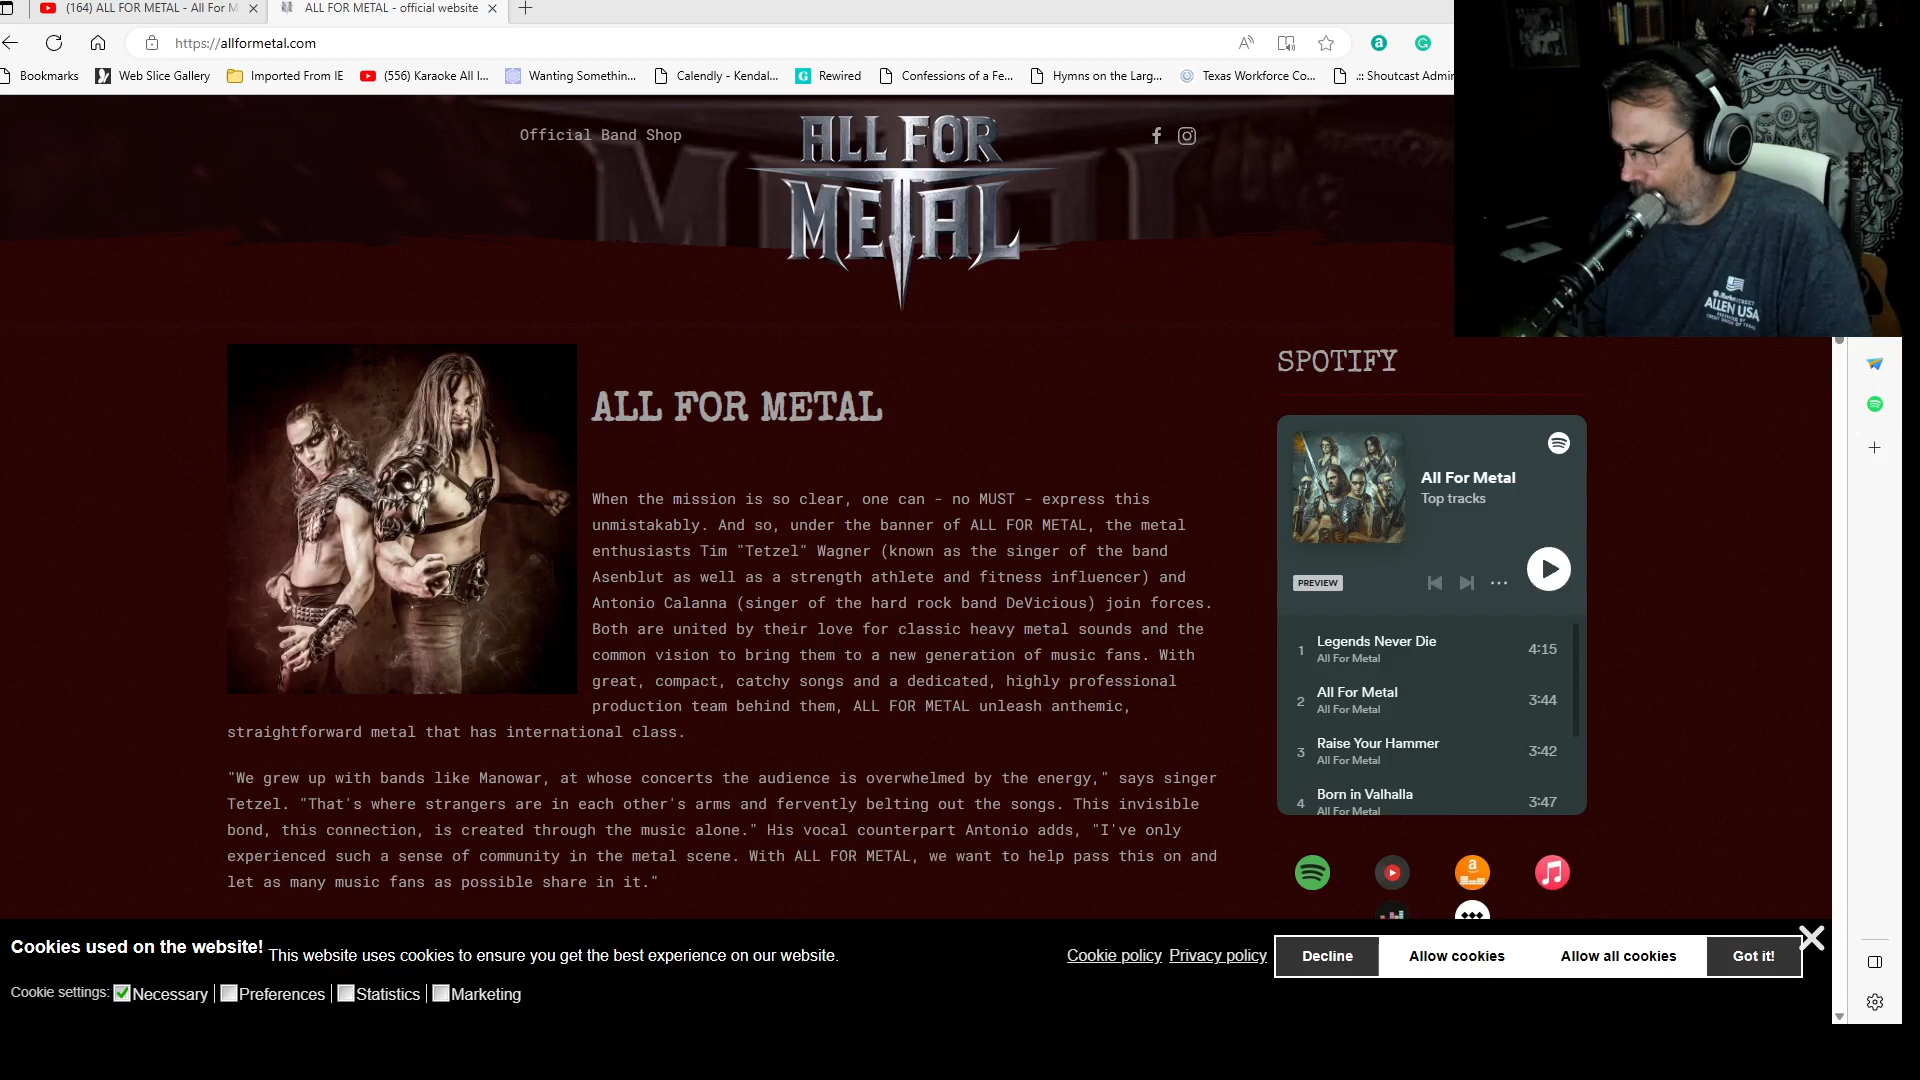 (164) ALL FOR METAL - All For M
ALL FOR METAL - official website
https://allformetal.com
Bookmarks
Web Slice Gallery
Imported From IE
(556) Karaoke All I...
Wanting Somethin...
Calendly - Kendal...
Rewired
Confessions of a Fe...
Hymns on the Larg...
Texas Workforce Co...
.:: Shoutcast Admin
Official Band Shop
ALL FOR
METAL
ALLEN USA
SPOTIFY
ALL FOR METAL
When the mission is so clear, one can - no MUST - express this
unmistakably. And so, under the banner of ALL FOR METAL, the metal
enthusiasts Tim "Tetzel" Wagner (known as the singer of the band
Asenblut as well as a strength athlete and fitness influencer) and
Antonio Calanna (singer of the hard rock band DeVicious) join forces.
Both are united by their love for classic heavy metal sounds and the
common vision to bring them to a new generation of music fans. With
great, compact, catchy songs and a dedicated, highly professional
production team behind them, ALL FOR METAL unleash anthemic,
straightforward metal that has international class.
"We grew up with bands like Manowar, at whose concerts the audience is overwhelmed by the energy," says singer
Tetzel. "That's where strangers are in each other's arms and fervently belting out the songs. This invisible
bond, this connection, is created through the music alone." His vocal counterpart Antonio adds, "I've only
experienced such a sense of community in the metal scene. With ALL FOR METAL, we want to help pass this on and
let as many music fans as possible share in it."
All For Metal
Top tracks
PREVIEW
1 Legends Never Die 4:15
All For Metal
2 All For Metal 3:44
All For Metal
3 Raise Your Hammer 3:42
All For Metal
4 Born in Valhalla 3:47
All For Metal
Cookies used on the website! This website uses cookies to ensure you get the best experience on our website.
Cookie policy Privacy policy
Decline
Allow cookies
Allow all cookies
Got it!
Cookie settings: Necessary Preferences Statistics Marketing